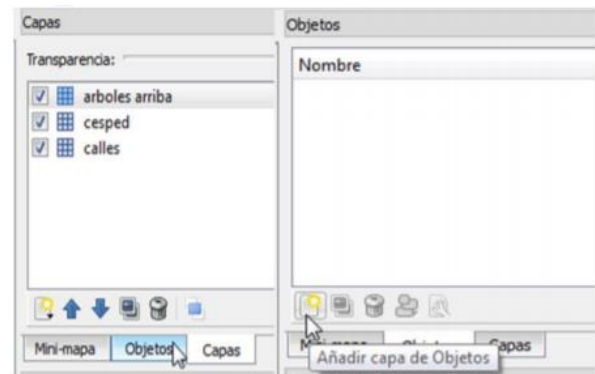 Capas
Transparencia:
arboles arriba
cesped
calles
Mini-mapa Objetos Capas
Objetos
Nombre
Capas
Añadir capa de Objetos